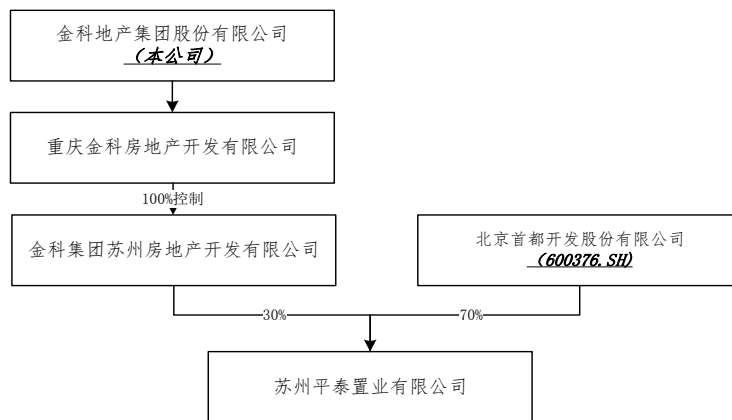 金科地产集团股份有限公司
(本公司)
重庆金科房地产开发有限公司
100%控制
金科集团苏州房地产开发有限公司
北京首都开发股份有限公司
(600376.SH)
30%
70%
苏州平泰置业有限公司